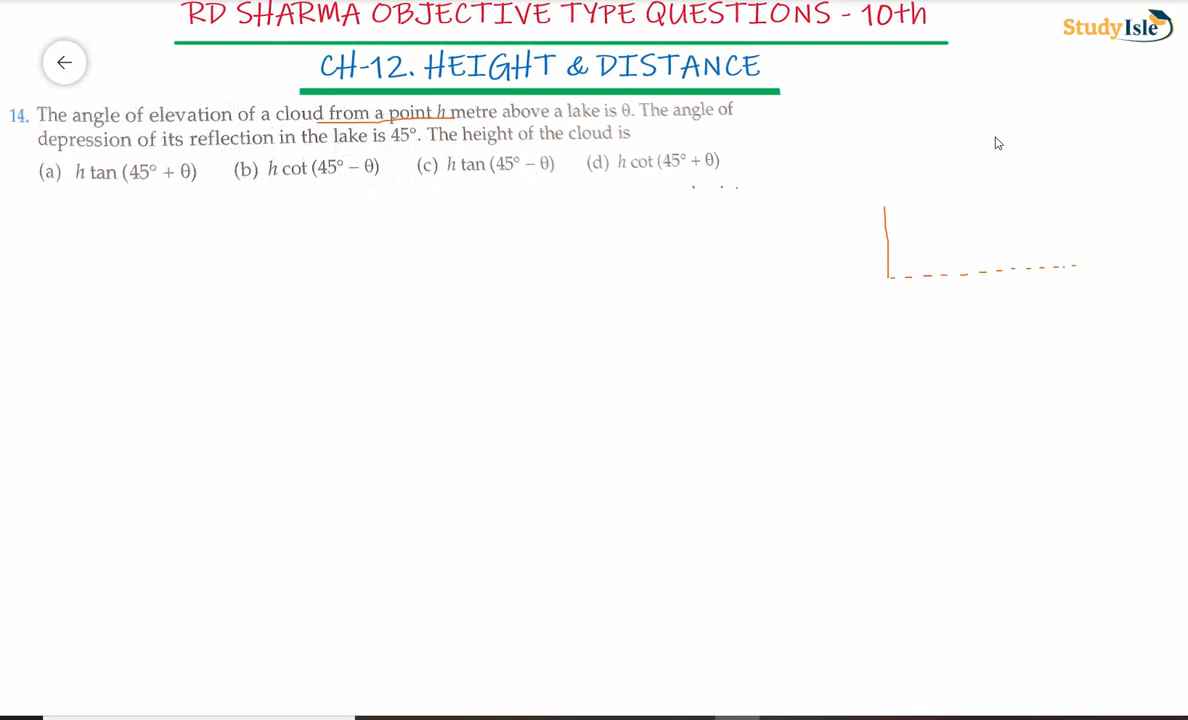 RD SHARMA OBJECTIVE TYPE QUESTIONS - 10th
StudyIsle
CH-12. HEIGHT & DISTANCE
14. The angle of elevation of a cloud from a point h metre above a lake is θ. The angle of
depression of its reflection in the lake is 45°. The height of the cloud is
(a) h tan (45° + θ) (b) h cot (45° − θ) (c) h tan (45° − θ) (d) h cot (45° + θ)